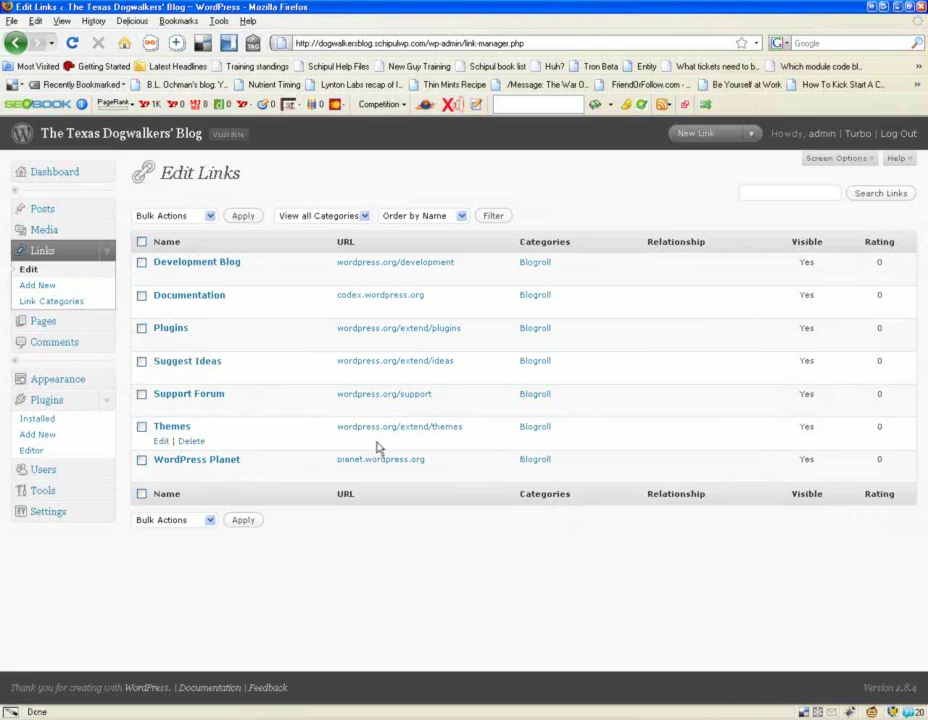 Edit Links < The Texas Dogwalkers' Blog — WordPress - Mozilla Firefox
File Edit View History Delicious Bookmarks Tools Help
http://dogwalkersblog.schipulwp.com/wp-admin/link-manager.php Google
Most Visited Getting Started Latest Headlines Training standings Schipul Help Files New Guy Training Schipul book list Huh? Tron Beta Entity What tickets need to b... Which module code bl...
Recently Bookmarked B.L. Ochman's blog: Y... Nutrient Timing Lynton Labs recap of l... Thin Mints Recipe /Message: The War O... FriendOrFollow.com - ... Be Yourself at Work How To Kick Start A C...
SEOBOOK PageRank 1K 0 8 0 0 0 Competition
The Texas Dogwalkers' Blog Visit Site New Link Howdy, admin | Turbo | Log Out
Screen Options Help
Dashboard
Edit Links
Search Links
Posts
Bulk Actions Apply View all Categories Order by Name Filter
Media
Links
Name URL Categories Relationship Visible Rating
Edit
Development Blog wordpress.org/development Blogroll Yes 0
Add New
Link Categories
Documentation codex.wordpress.org Blogroll Yes 0
Pages
Plugins wordpress.org/extend/plugins Blogroll Yes 0
Comments
Suggest Ideas wordpress.org/extend/ideas Blogroll Yes 0
Appearance
Plugins
Support Forum wordpress.org/support Blogroll Yes 0
Installed
Themes wordpress.org/extend/themes Blogroll Yes 0
Add New
Edit | Delete
Editor
WordPress Planet planet.wordpress.org Blogroll Yes 0
Users
Tools
Name URL Categories Relationship Visible Rating
Settings
Bulk Actions Apply
Thank you for creating with WordPress. | Documentation | Feedback Version 2.8.4
Done 20